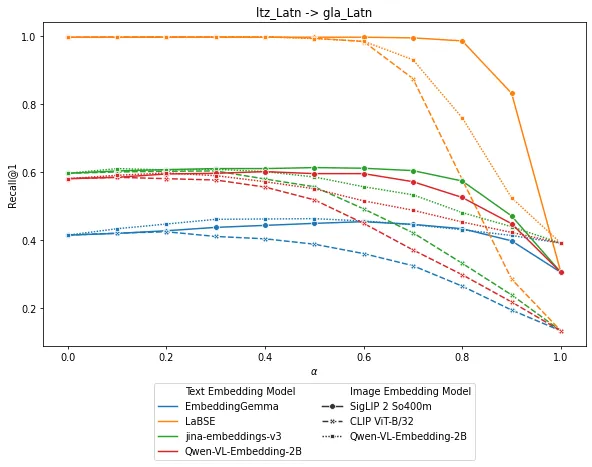 ltz_Latn -> gla_Latn
Recall@1
1.0
0.8
0.6
0.4
0.2
0.0 0.2 0.4 0.6 0.8 1.0
α
Text Embedding Model Image Embedding Model
EmbeddingGemma SigLIP 2 So400m
LaBSE CLIP ViT-B/32
jina-embeddings-v3 Qwen-VL-Embedding-2B
Qwen-VL-Embedding-2B